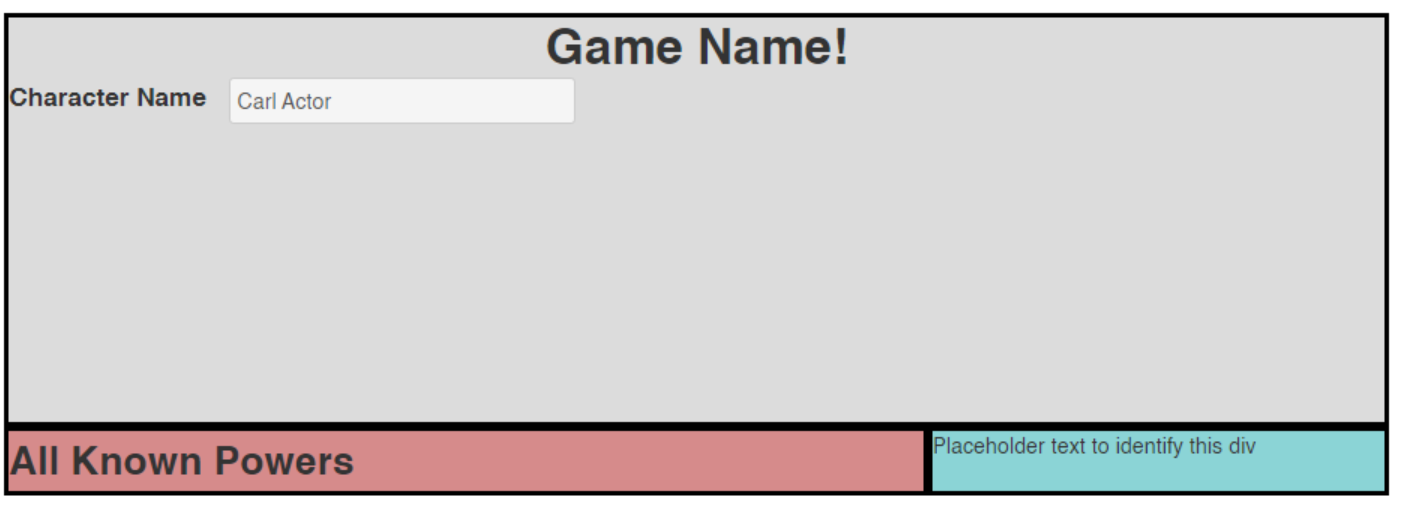 Game Name!
Character Name Carl Actor
All Known Powers
Placeholder text to identify this div